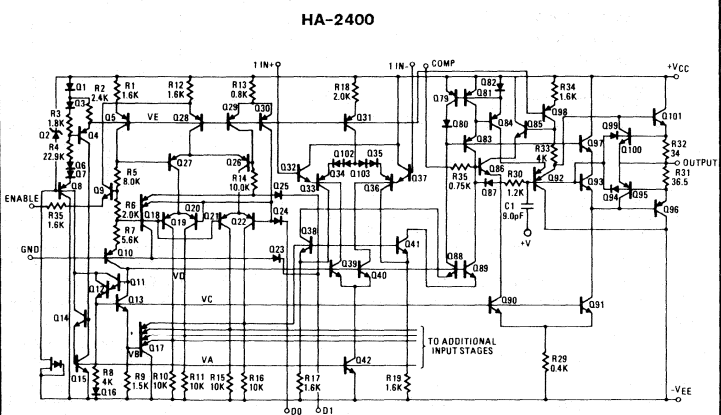 HA-2400
1 IN+
1 IN-
COMP
+VCC
Q1
R2
2.4K
R1
1.6K
R12
1.6K
R13
0.8K
Q29
Q30
R18
2.0K
Q79
Q82
Q81
R34
1.6K
Q3
R3
1.8K
Q2
Q4
Q5
VE
Q28
Q31
Q80
Q84
Q85
Q98
Q101
R4
22.9K
Q6
Q7
Q8
Q27
Q26
Q32
Q102
Q35
Q34
Q33
Q36
Q37
Q83
Q86
R33
4K
Q97
Q99
Q100
R32
34
OUTPUT
ENABLE
R35
1.6K
Q9
R5
8.0K
R14
10.0K
Q25
R35
0.75K
R30
1.2K
Q87
Q92
Q93
Q94
Q95
R31
36.5
Q96
R6
2.0K
Q18
Q19
Q20
Q21
Q22
Q24
C1
9.0pF
+V
R7
5.6K
GND
Q10
Q23
Q38
Q41
Q39
Q40
Q88
Q89
VD
Q11
Q12
Q13
VC
Q90
Q91
Q14
Q17
VB
TO ADDITIONAL
INPUT STAGES
VA
Q15
Q42
R29
0.4K
R8
4K
Q16
R9
1.5K
R10
10K
R11
10K
R15
10K
R16
10K
R17
1.6K
R19
1.6K
-VEE
D0
D1